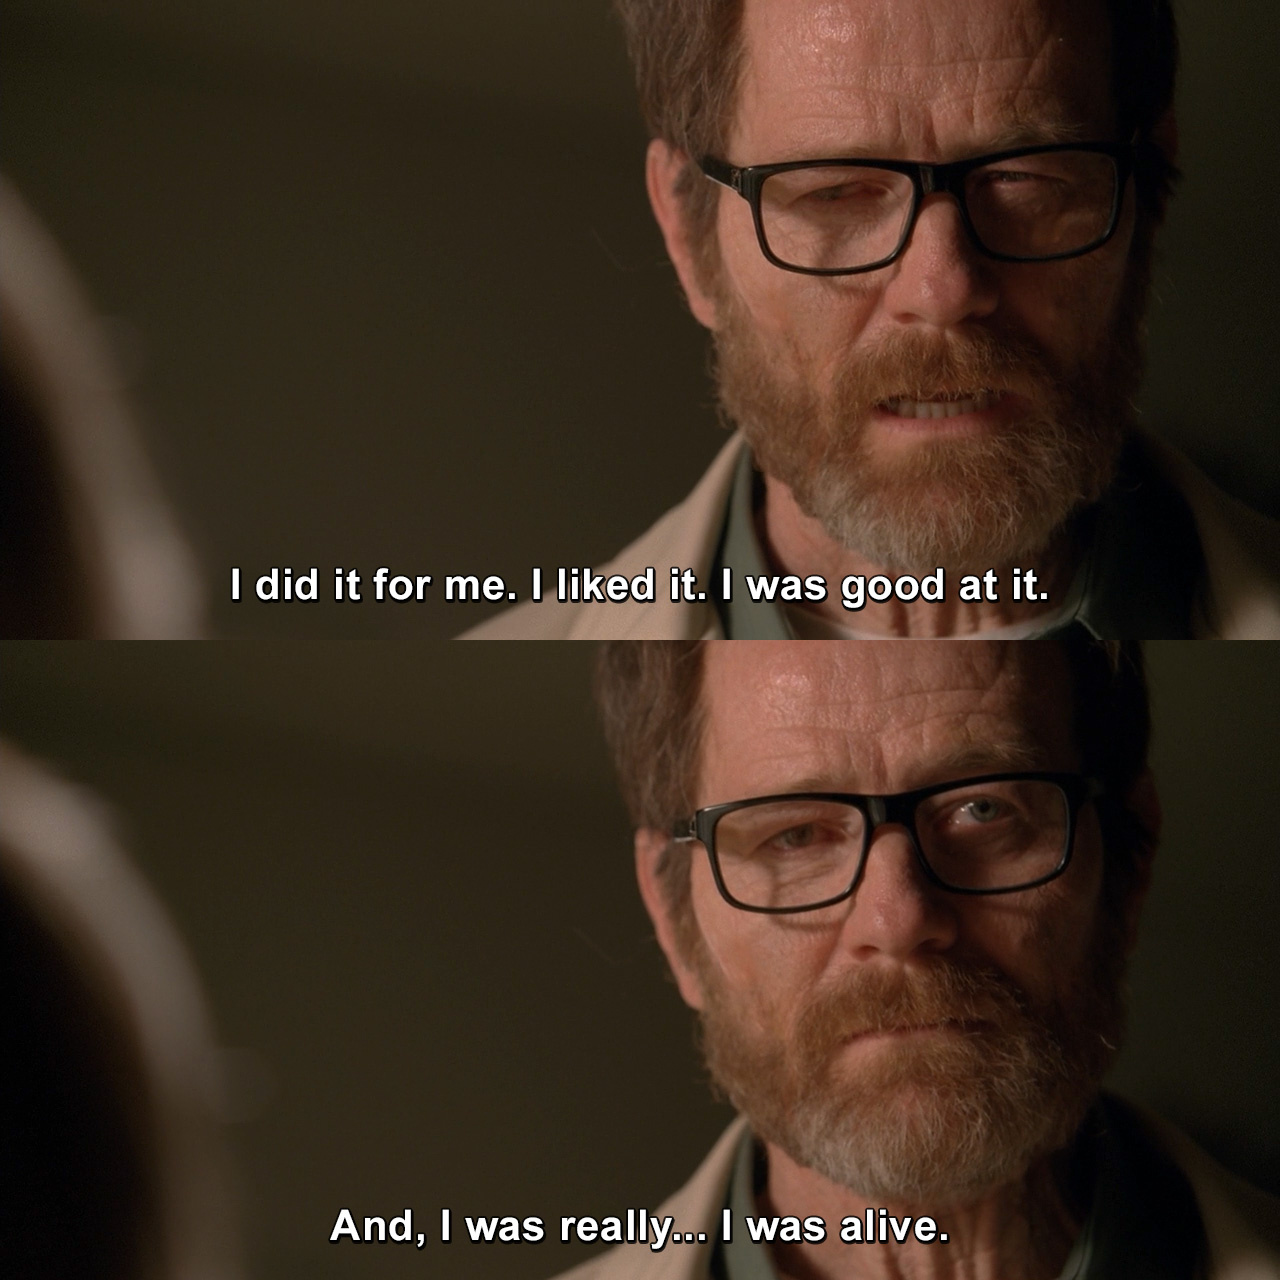 I did it for me. I liked it. I was good at it.
And, I was really... I was alive.